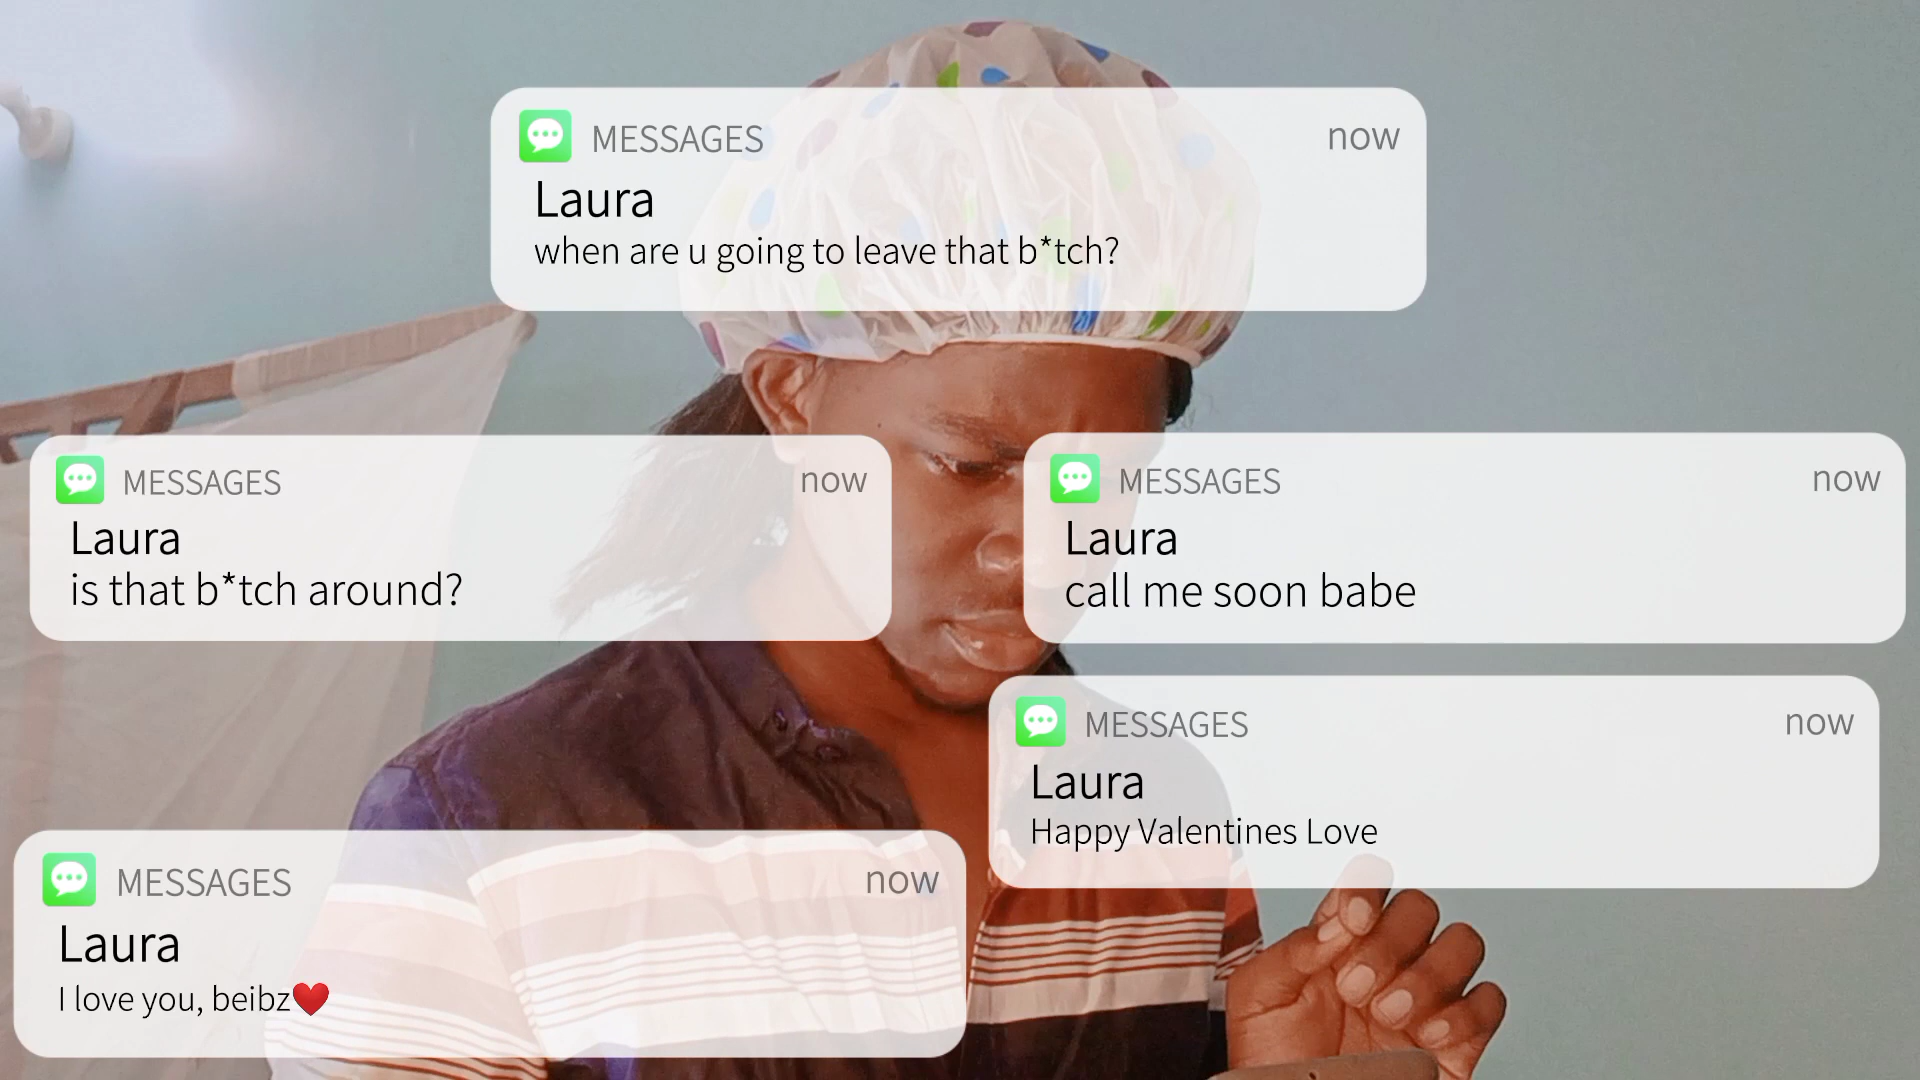 MESSAGES now
Laura
when are u going to leave that b*tch?
MESSAGES now
Laura
is that b*tch around?
MESSAGES now
Laura
call me soon babe
MESSAGES now
Laura
Happy Valentines Love
MESSAGES now
Laura
I love you, beibz❤️